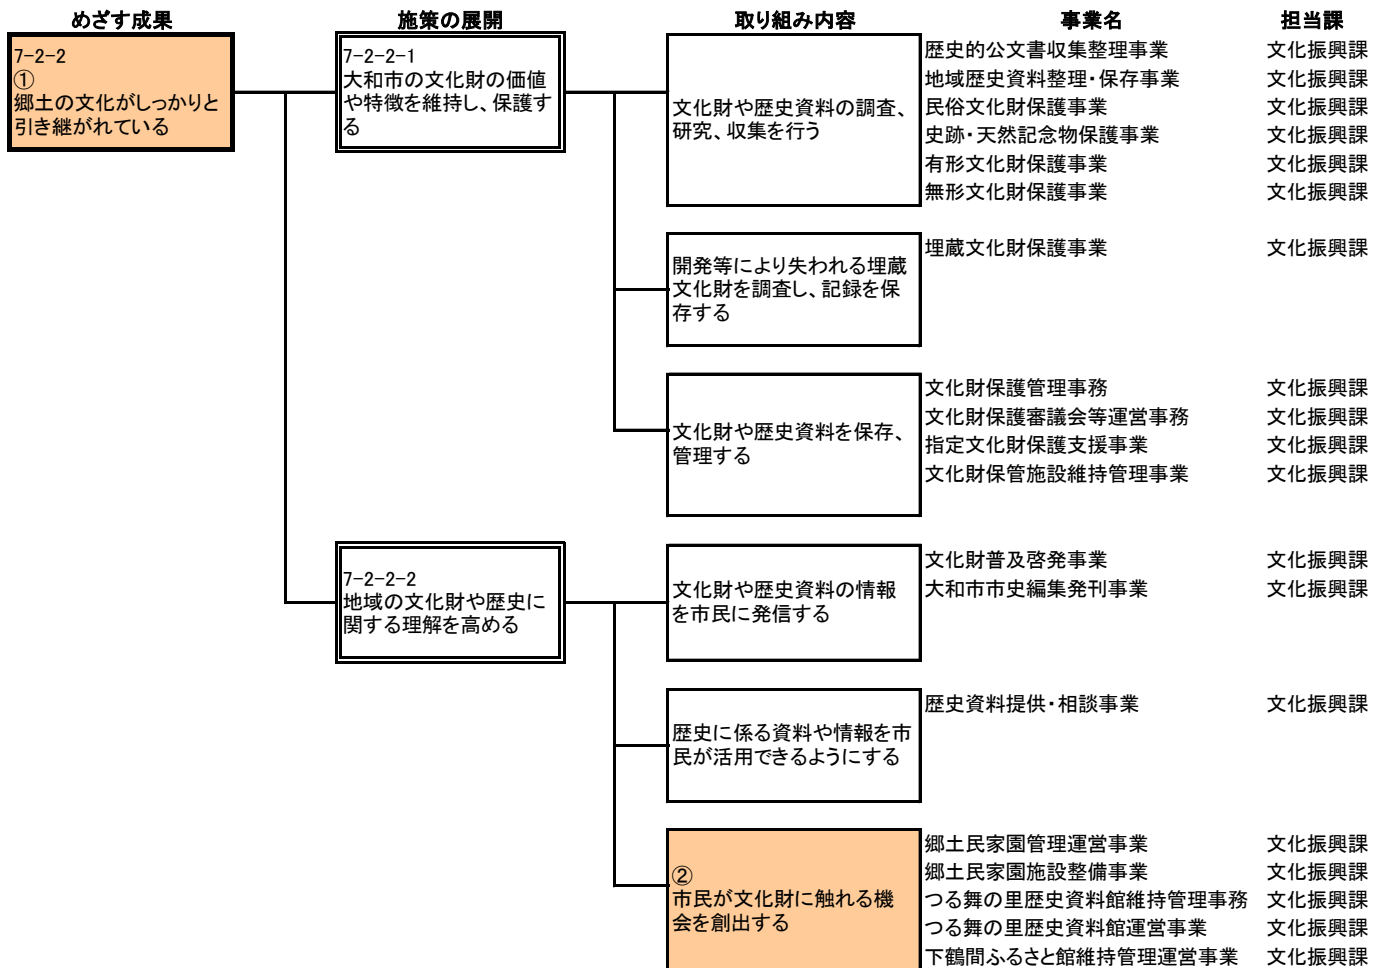 めざす成果
施策の展開
取り組み内容
事業名
担当課
7-2-2
①
郷土の文化がしっかりと
引き継がれている
7-2-2-1
大和市の文化財の価値
や特徴を維持し、保護す
る
文化財や歴史資料の調査、
研究、収集を行う
歴史的公文書収集整理事業 文化振興課
地域歴史資料整理・保存事業 文化振興課
民俗文化財保護事業 文化振興課
史跡・天然記念物保護事業 文化振興課
有形文化財保護事業 文化振興課
無形文化財保護事業 文化振興課
開発等により失われる埋蔵
文化財を調査し、記録を保
存する
埋蔵文化財保護事業 文化振興課
文化財や歴史資料を保存、
管理する
文化財保護管理事務 文化振興課
文化財保護審議会等運営事務 文化振興課
指定文化財保護支援事業 文化振興課
文化財保管施設維持管理事業 文化振興課
7-2-2-2
地域の文化財や歴史に
関する理解を高める
文化財や歴史資料の情報
を市民に発信する
文化財普及啓発事業 文化振興課
大和市市史編集発刊事業 文化振興課
歴史に係る資料や情報を市
民が活用できるようにする
歴史資料提供・相談事業 文化振興課
②
市民が文化財に触れる機
会を創出する
郷土民家園管理運営事業 文化振興課
郷土民家園施設整備事業 文化振興課
つる舞の里歴史資料館維持管理事務 文化振興課
つる舞の里歴史資料館運営事業 文化振興課
下鶴間ふるさと館維持管理運営事業 文化振興課